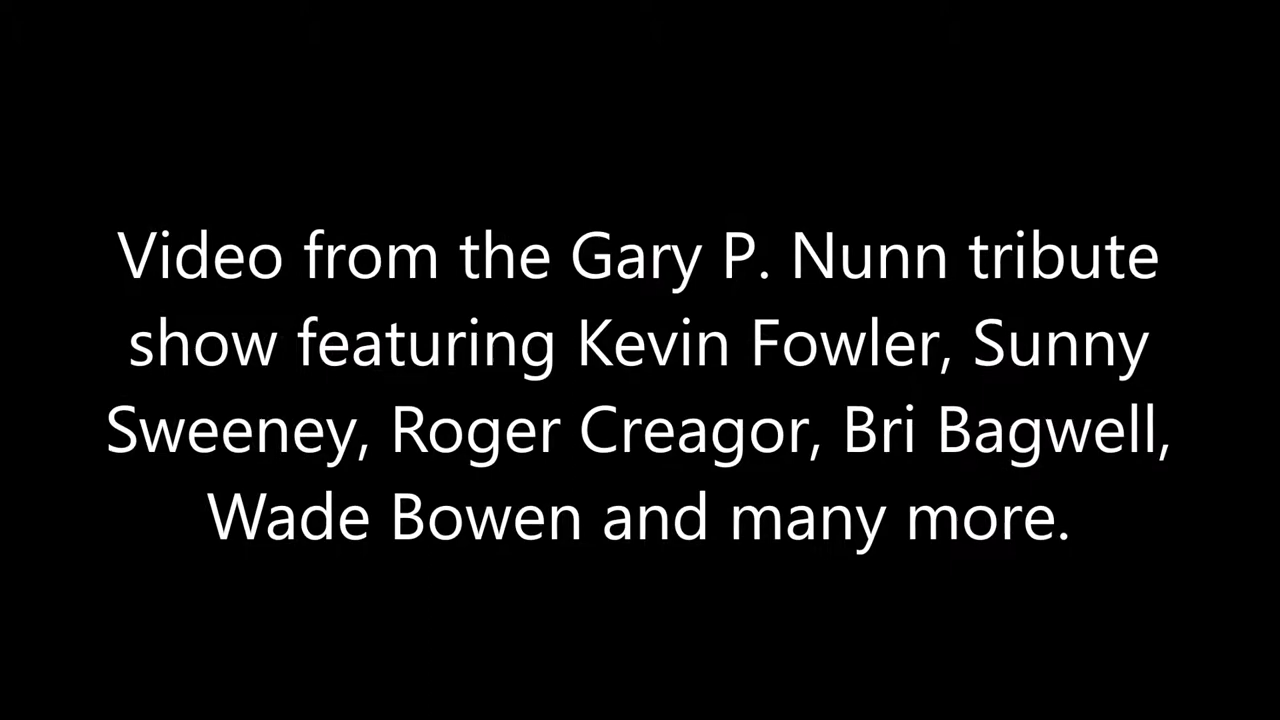 Video from the Gary P. Nunn tribute
show featuring Kevin Fowler, Sunny
Sweeney, Roger Creagor, Bri Bagwell,
Wade Bowen and many more.